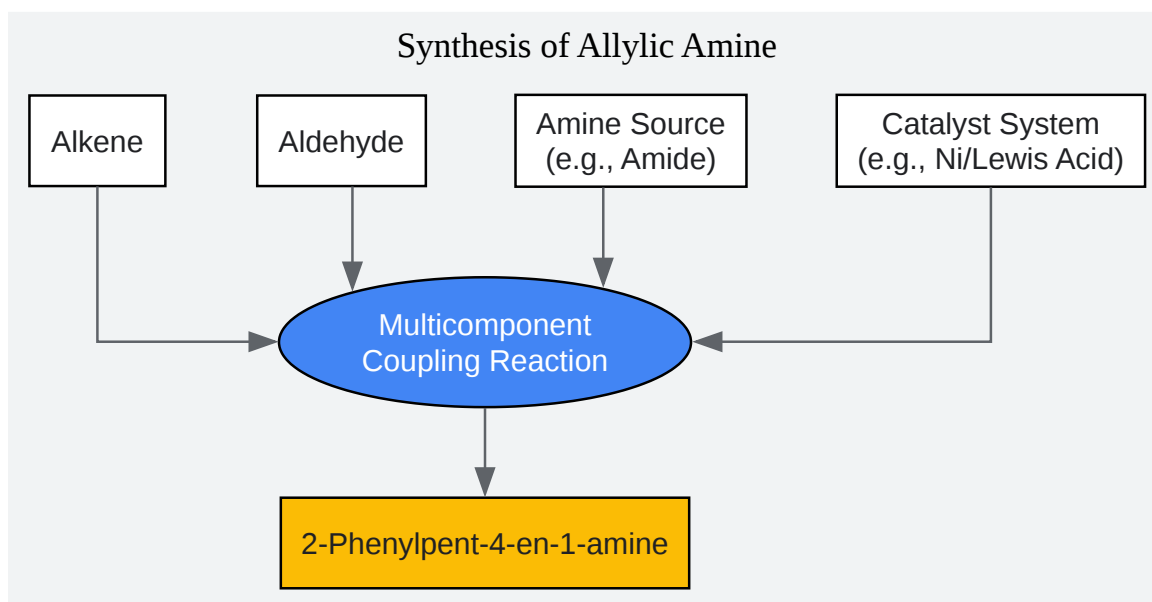 Synthesis of Allylic Amine
Alkene
Aldehyde
Amine Source
(e.g., Amide)
Catalyst System
(e.g., Ni/Lewis Acid)
Multicomponent
Coupling Reaction
2-Phenylpent-4-en-1-amine